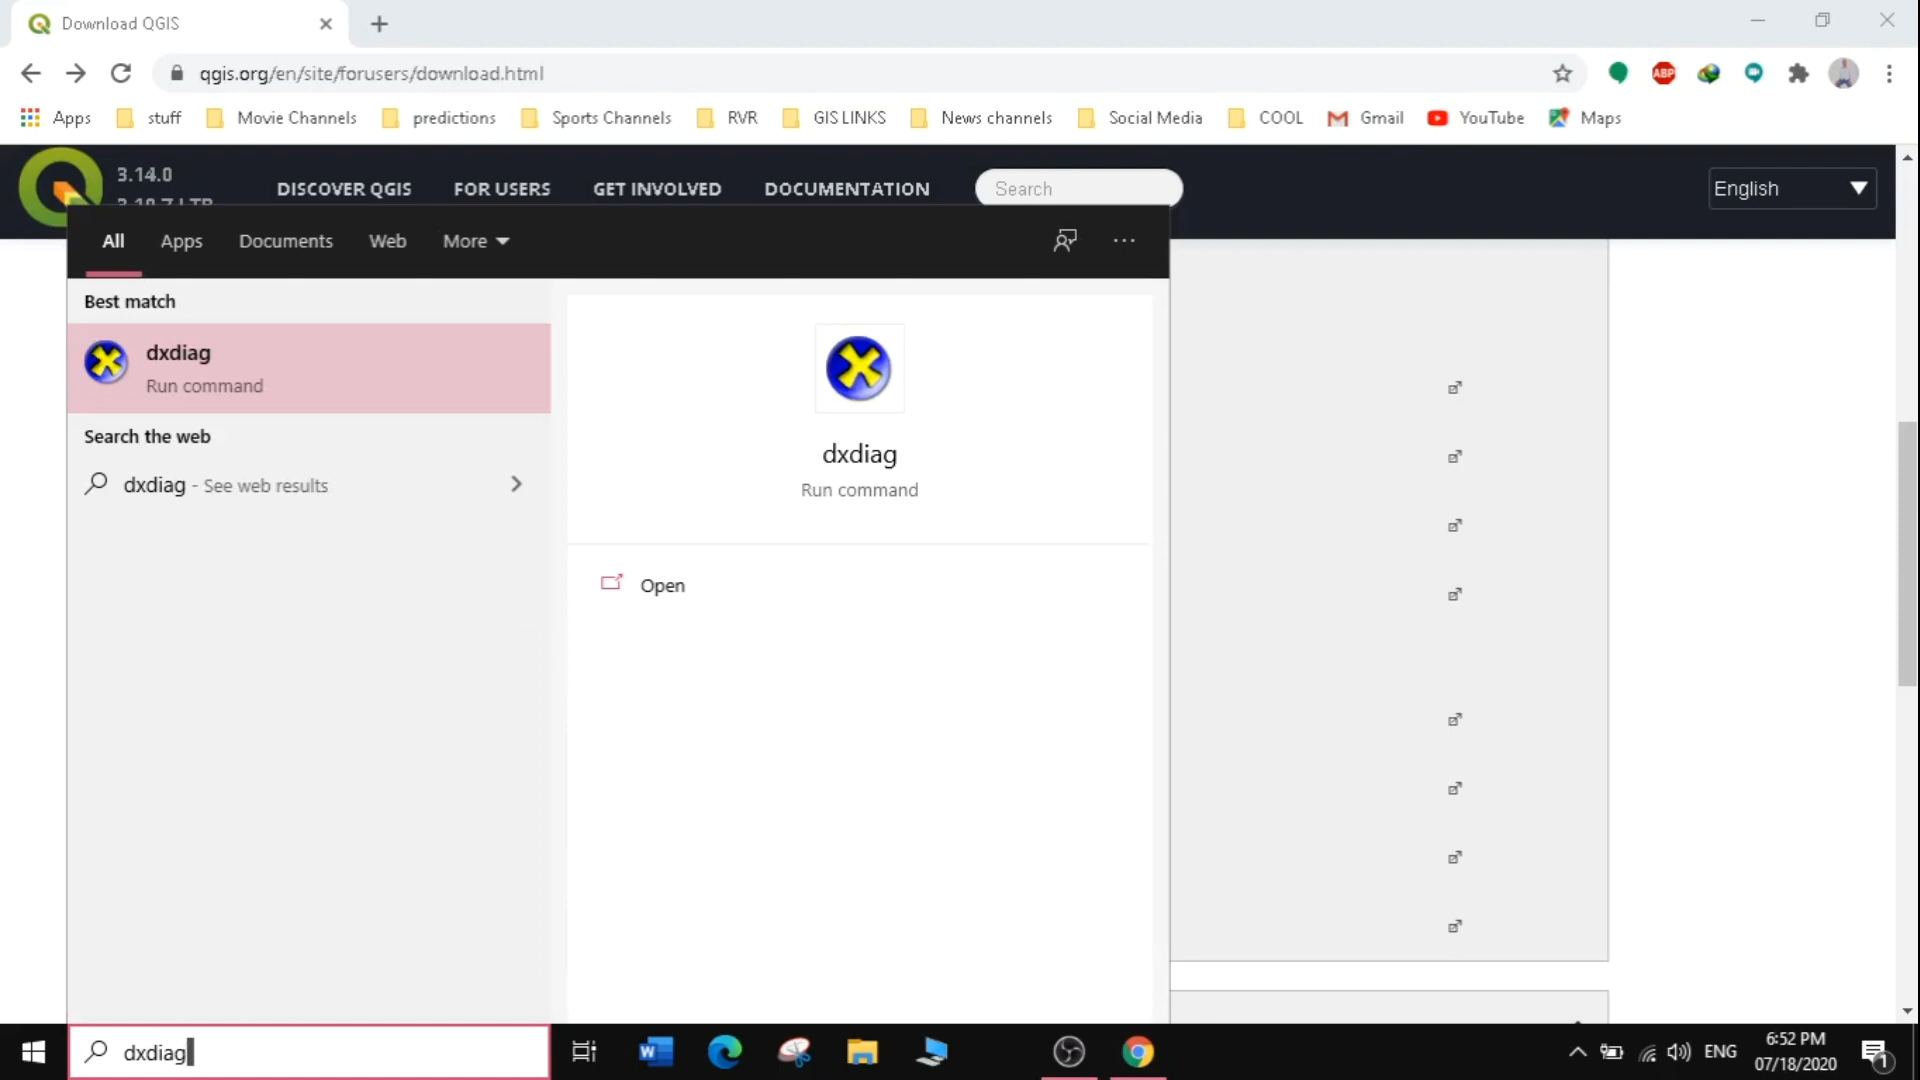 Download QGIS
qgis.org/en/site/forusers/download.html
ABP
Apps stuff Movie Channels predictions Sports Channels RVR GIS LINKS News channels Social Media COOL Gmail YouTube Maps
3.14.0
DISCOVER QGIS FOR USERS GET INVOLVED DOCUMENTATION Search English
All Apps Documents Web More
Best match
dxdiag
Run command
Search the web
dxdiag - See web results
dxdiag
Run command
Open
dxdiag
ENG
6:52 PM
07/18/2020
1